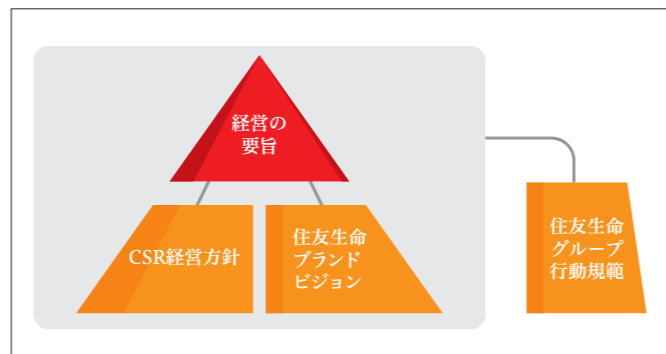 経営の
要旨
CSR経営方針
住友生命
ブランド
ビジョン
住友生命
グループ
行動規範